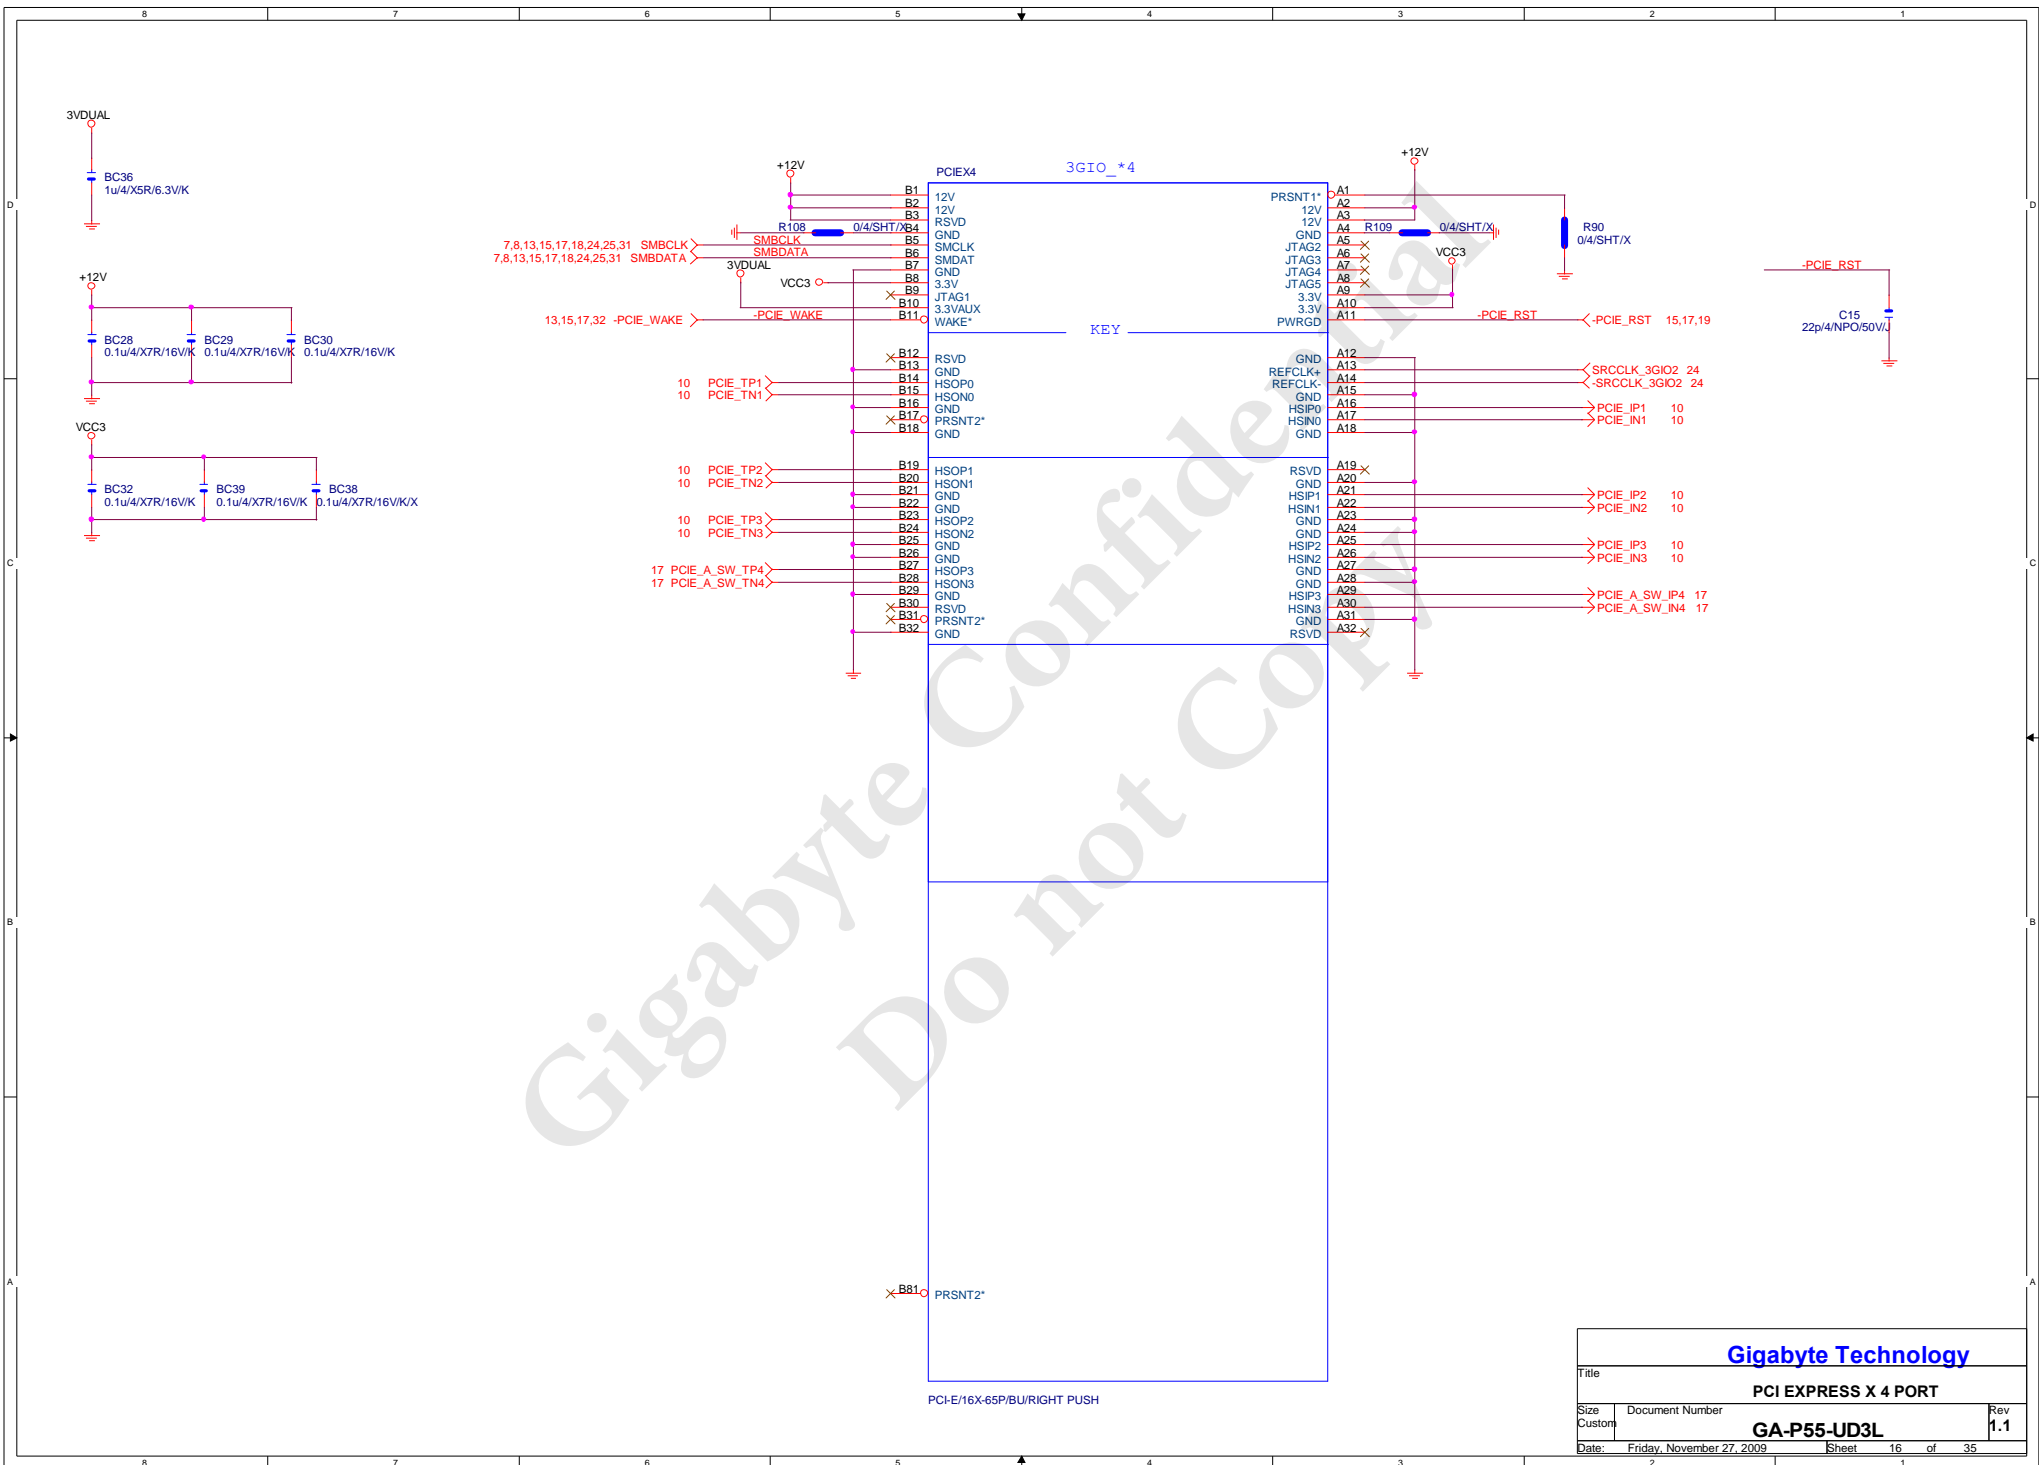 8 7 6 5 4 3 2 1
D
C
B
A
D
C
B
A
3VDUAL
BC36
1u/4/X5R/6.3V/K
+12V
BC28
0.1u/4/X7R/16V/K
BC29
0.1u/4/X7R/16V/K
BC30
0.1u/4/X7R/16V/K
VCC3
BC32
0.1u/4/X7R/16V/K
BC39
0.1u/4/X7R/16V/K
BC38
0.1u/4/X7R/16V/K/X
PCIEX4
3GIO_*4
+12V
R108 0/4/SHT/X
7,8,13,15,17,18,24,25,31 SMBCLK
SMBCLK
7,8,13,15,17,18,24,25,31 SMBDATA
SMBDATA
3VDUAL
VCC3
13,15,17,32 -PCIE_WAKE
-PCIE_WAKE
10 PCIE_TP1
10 PCIE_TN1
10 PCIE_TP2
10 PCIE_TN2
10 PCIE_TP3
10 PCIE_TN3
17 PCIE_A_SW_TP4
17 PCIE_A_SW_TN4
B1 12V
B2 12V
B3 RSVD
B4 GND
B5 SMCLK
B6 SMDAT
B7 GND
B8 3.3V
B9 JTAG1
B10 3.3VAUX
B11 WAKE*
KEY
B12 RSVD
B13 GND
B14 HSOP0
B15 HSON0
B16 GND
B17 PRSNT2*
B18 GND
B19 HSOP1
B20 HSON1
B21 GND
B22 GND
B23 HSOP2
B24 HSON2
B25 GND
B26 GND
B27 HSOP3
B28 HSON3
B29 GND
B30 RSVD
B31 PRSNT2*
B32 GND
B81 PRSNT2*
PRSNT1* A1
12V A2
12V A3
GND A4
JTAG2 A5
JTAG3 A6
JTAG4 A7
JTAG5 A8
3.3V A9
3.3V A10
PWRGD A11
GND A12
REFCLK+ A13
REFCLK- A14
GND A15
HSIP0 A16
HSIN0 A17
GND A18
RSVD A19
GND A20
HSIP1 A21
HSIN1 A22
GND A23
GND A24
HSIP2 A25
HSIN2 A26
GND A27
GND A28
HSIP3 A29
HSIN3 A30
GND A31
RSVD A32
+12V
R109 0/4/SHT/X
VCC3
R90
0/4/SHT/X
-PCIE_RST
-PCIE_RST 15,17,19
SRCCLK_3GIO2 24
-SRCCLK_3GIO2 24
PCIE_IP1 10
PCIE_IN1 10
PCIE_IP2 10
PCIE_IN2 10
PCIE_IP3 10
PCIE_IN3 10
PCIE_A_SW_IP4 17
PCIE_A_SW_IN4 17
-PCIE_RST
C15
22p/4/NPO/50V/J
Gigabyte Confidential
Do not Copy
PCI-E/16X-65P/BU/RIGHT PUSH
Gigabyte Technology
Title
PCI EXPRESS X 4 PORT
Size Document Number Rev
Custom GA-P55-UD3L 1.1
Date: Friday, November 27, 2009 Sheet 16 of 35
8 7 6 5 4 3 2 1